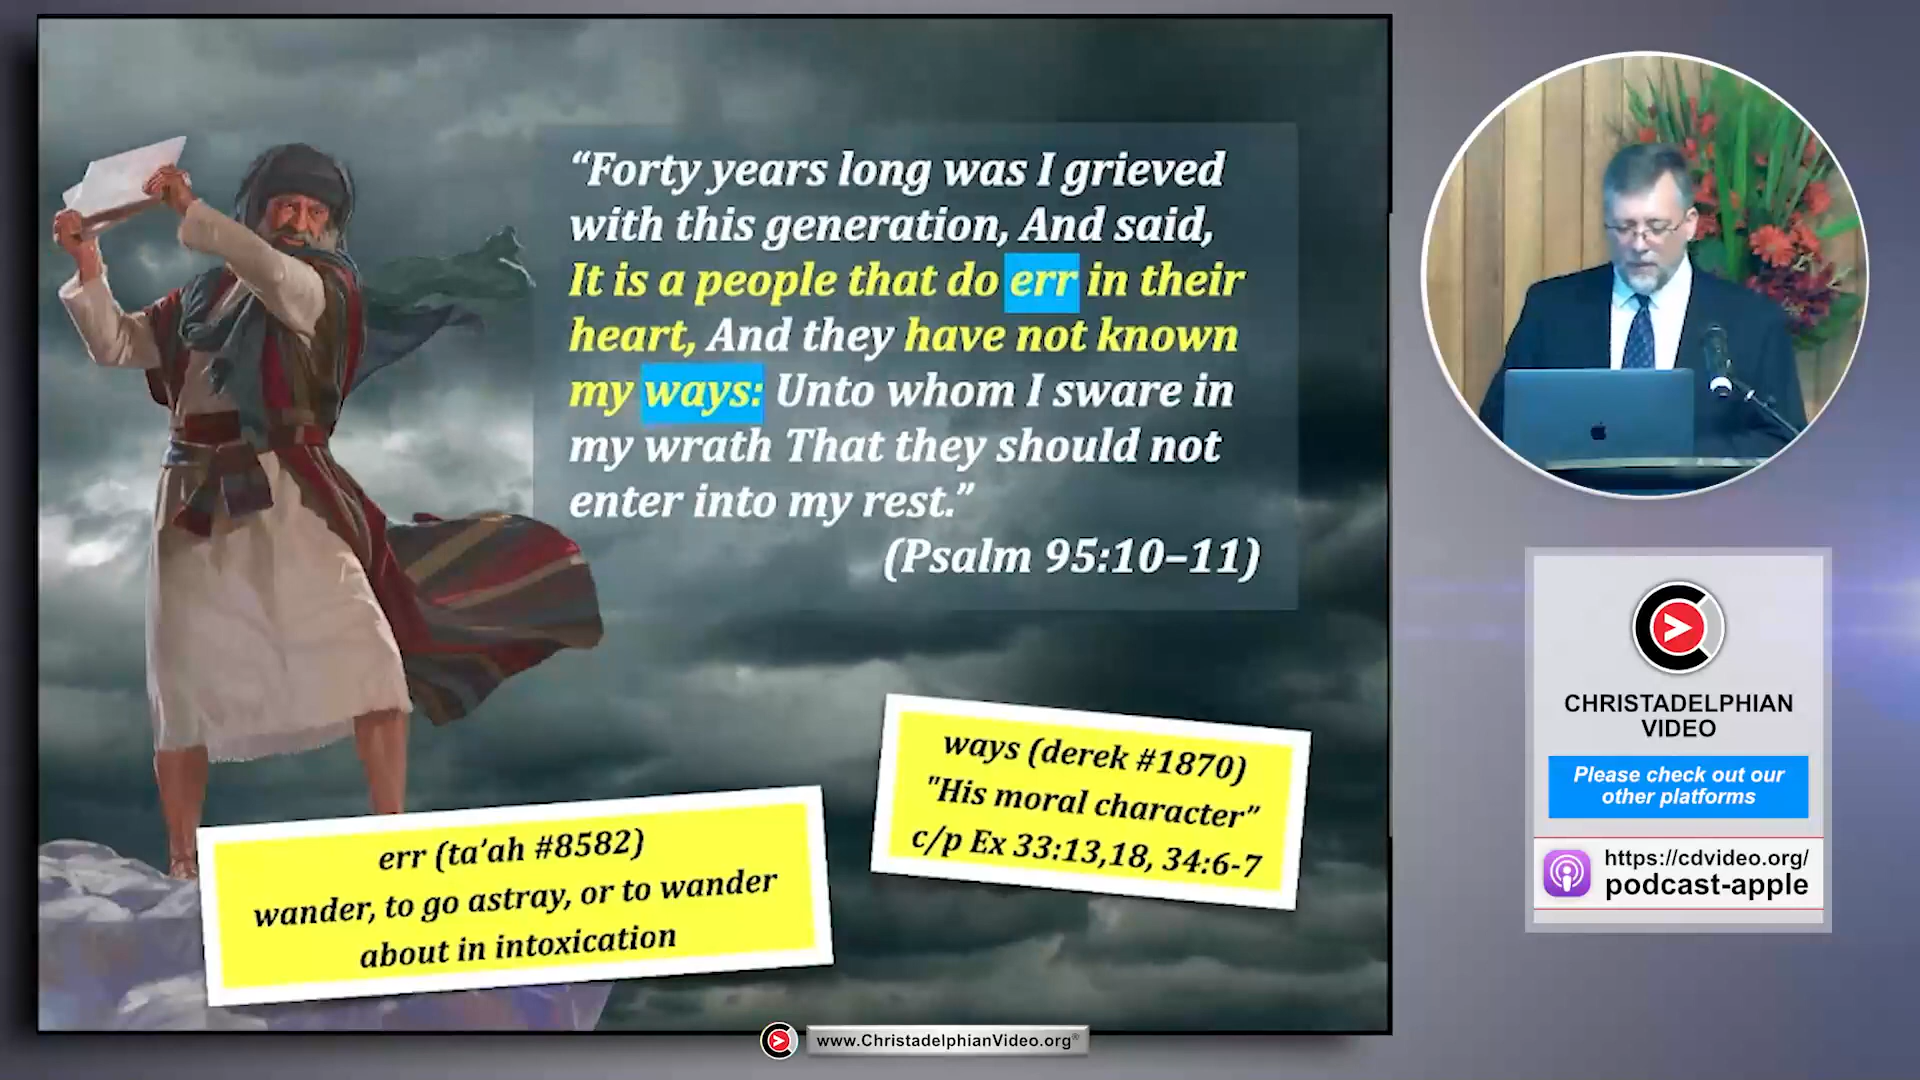 “Forty years long was I grieved
with this generation, And said,
It is a people that do err in their
heart, And they have not known
my ways: Unto whom I sware in
my wrath That they should not
enter into my rest.”
(Psalm 95:10–11)
ways (derek #1870)
"His moral character”
c/p Ex 33:13,18, 34:6-7
err (ta’ah #8582)
wander, to go astray, or to wander
about in intoxication
CHRISTADELPHIAN
VIDEO
Please check out our
other platforms
https://cdvideo.org/
podcast-apple
www.ChristadelphianVideo.org®